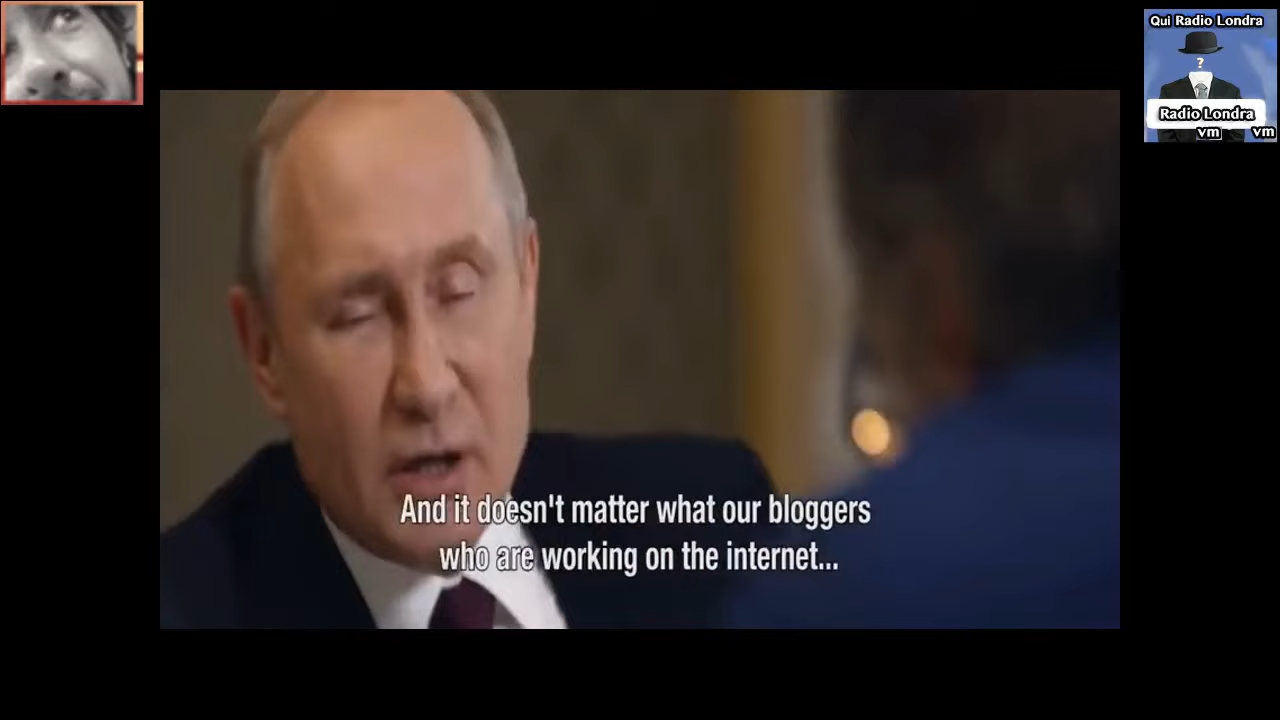 Qui Radio Londra
?
Radio Londra
vm
vm
And it doesn't matter what our bloggers
who are working on the internet...